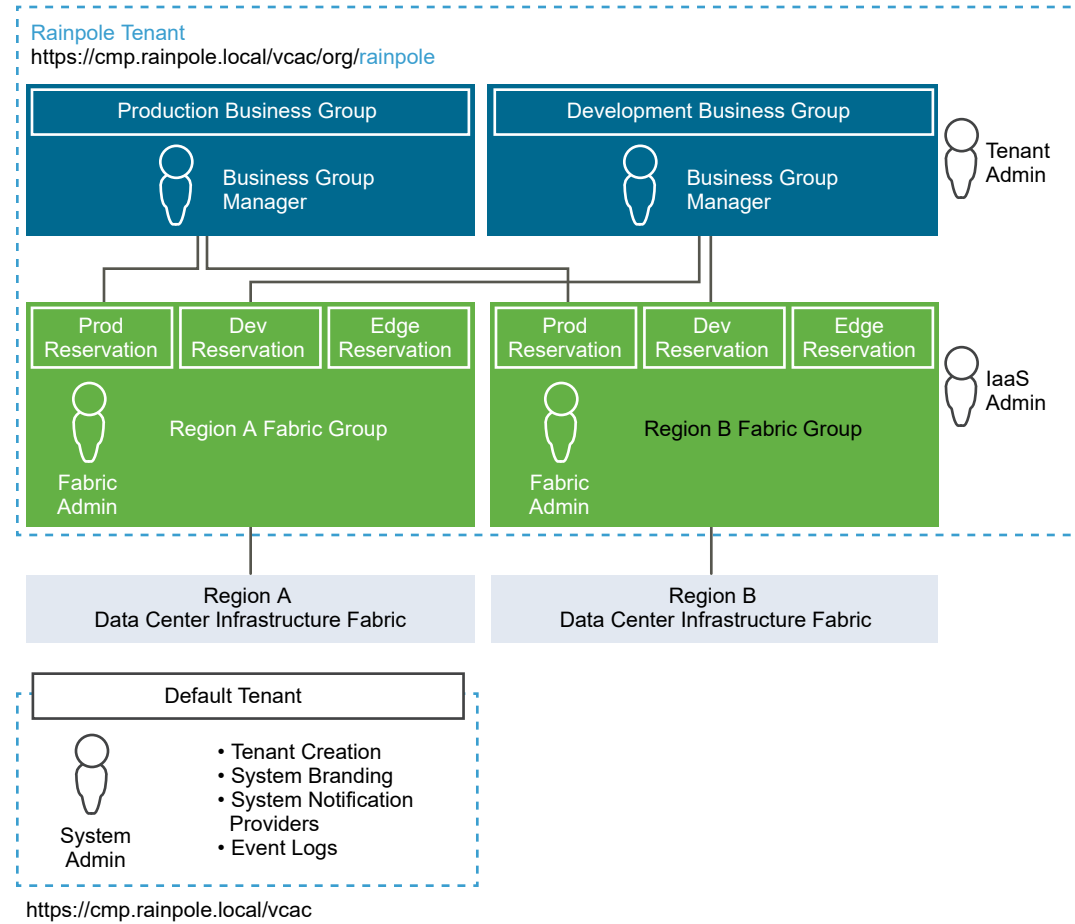 Rainpole Tenant
https://cmp.rainpole.local/vcac/org/rainpole
Production Business Group
Development Business Group
Business Group
Manager
Business Group
Manager
Tenant
Admin
Prod
Reservation
Dev
Reservation
Edge
Reservation
Prod
Reservation
Dev
Reservation
Edge
Reservation
IaaS
Admin
Region A Fabric Group
Region B Fabric Group
Fabric
Admin
Fabric
Admin
Region A
Data Center Infrastructure Fabric
Region B
Data Center Infrastructure Fabric
Default Tenant
System
Admin
• Tenant Creation
• System Branding
• System Notification
Providers
• Event Logs
https://cmp.rainpole.local/vcac